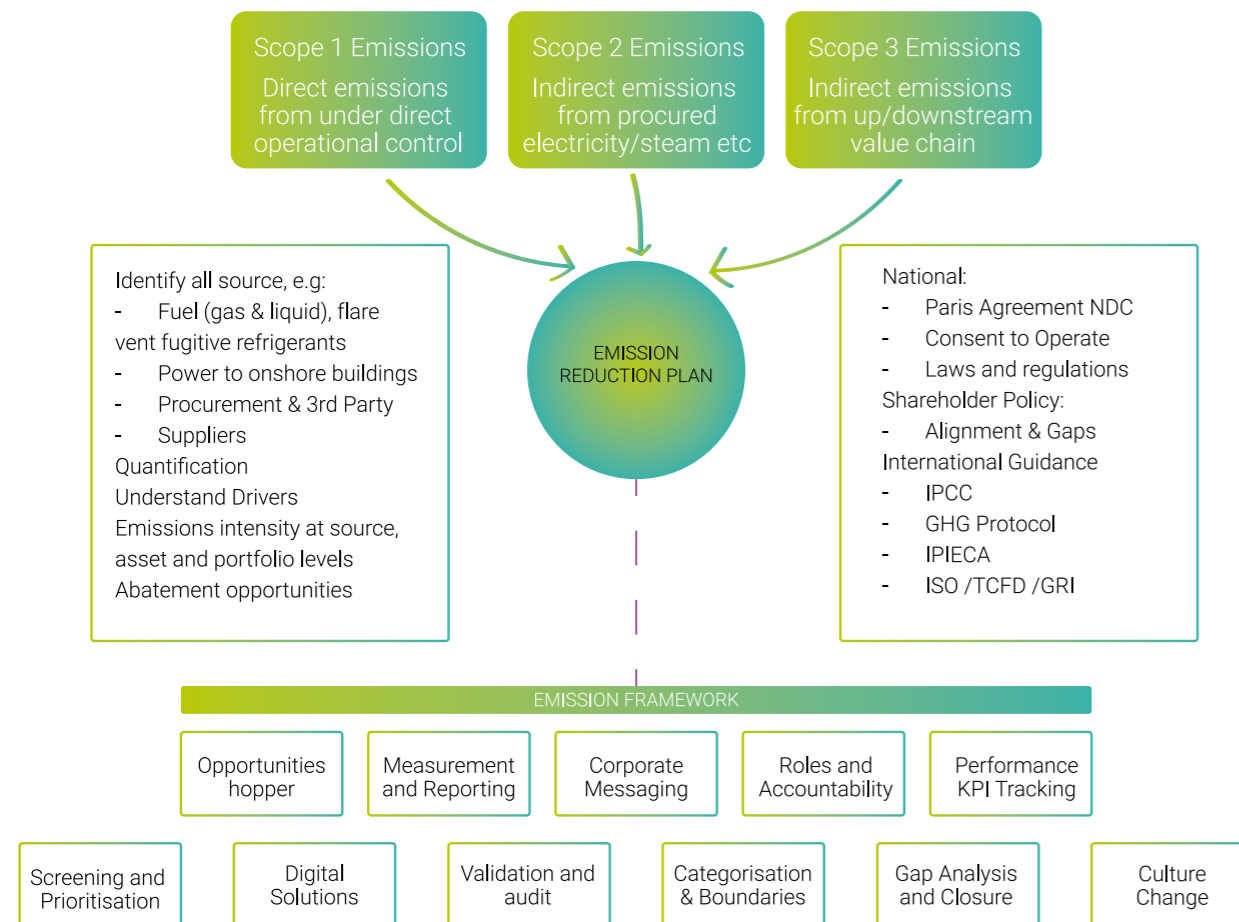 Scope 1 Emissions
Direct emissions
from under direct
operational control
Scope 2 Emissions
Indirect emissions
from procured
electricity/steam etc
Scope 3 Emissions
Indirect emissions
from up/downstream
value chain
Identify all source, e.g:
- Fuel (gas & liquid), flare
vent fugitive refrigerants
- Power to onshore buildings
- Procurement & 3rd Party
- Suppliers
Quantification
Understand Drivers
Emissions intensity at source,
asset and portfolio levels
Abatement opportunities
EMISSION
REDUCTION PLAN
National:
- Paris Agreement NDC
- Consent to Operate
- Laws and regulations
Shareholder Policy:
- Alignment & Gaps
International Guidance
- IPCC
- GHG Protocol
- IPIECA
- ISO /TCFD /GRI
EMISSION FRAMEWORK
Opportunities
hopper
Measurement
and Reporting
Corporate
Messaging
Roles and
Accountability
Performance
KPI Tracking
Screening and
Prioritisation
Digital
Solutions
Validation and
audit
Categorisation
& Boundaries
Gap Analysis
and Closure
Culture
Change